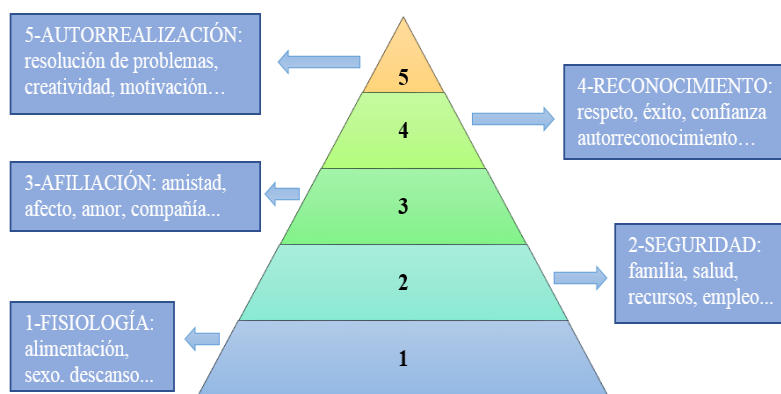 5-AUTORREALIZACIÓN:
resolución de problemas,
creatividad, motivación…
5
4-RECONOCIMIENTO:
respeto, éxito, confianza
autorreconocimiento…
4
3-AFILIACIÓN: amistad,
afecto, amor, compañía...
3
2-SEGURIDAD:
familia, salud,
recursos, empleo...
2
1-FISIOLOGÍA:
alimentación,
sexo. descanso...
1